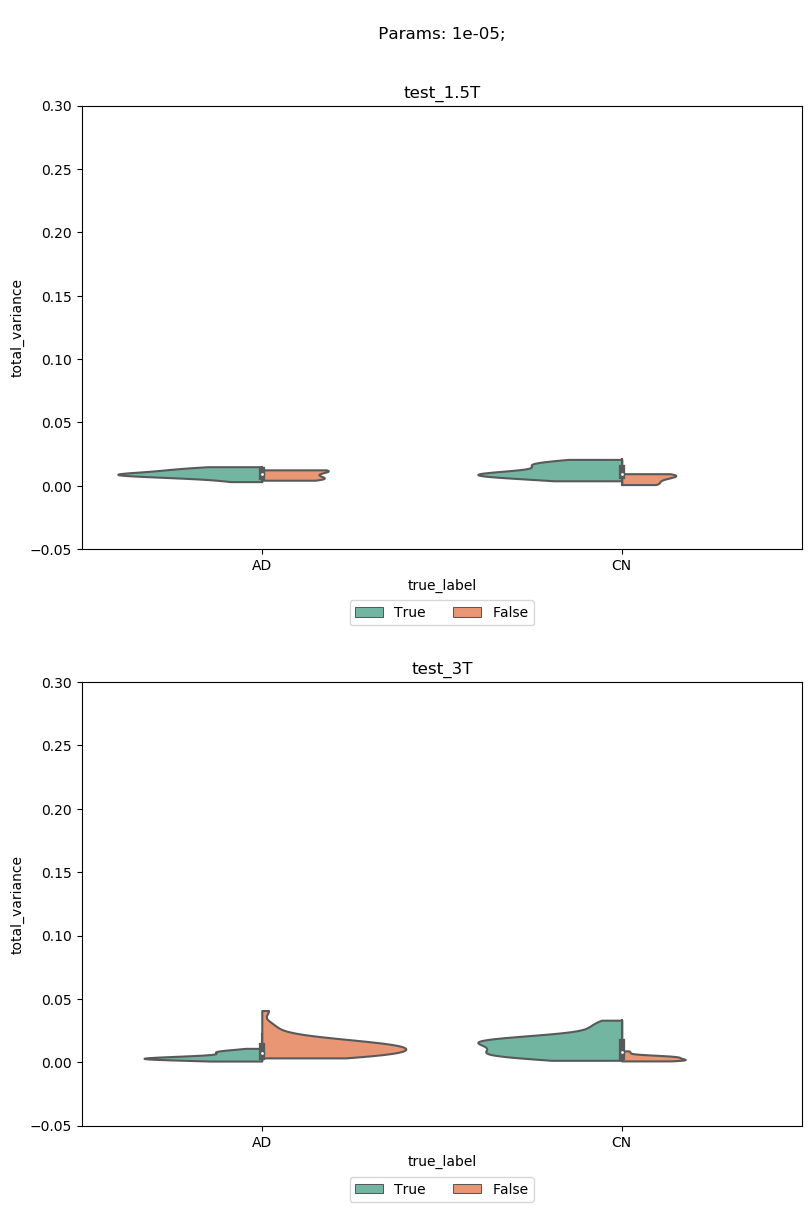 Params: 1e-05;
test_1.5T
0.30
0.25
0.20
0.15
0.10
0.05
0.00
−0.05
total_variance
AD CN
true_label
True False
test_3T
0.30
0.25
0.20
0.15
0.10
0.05
0.00
−0.05
total_variance
AD CN
true_label
True False